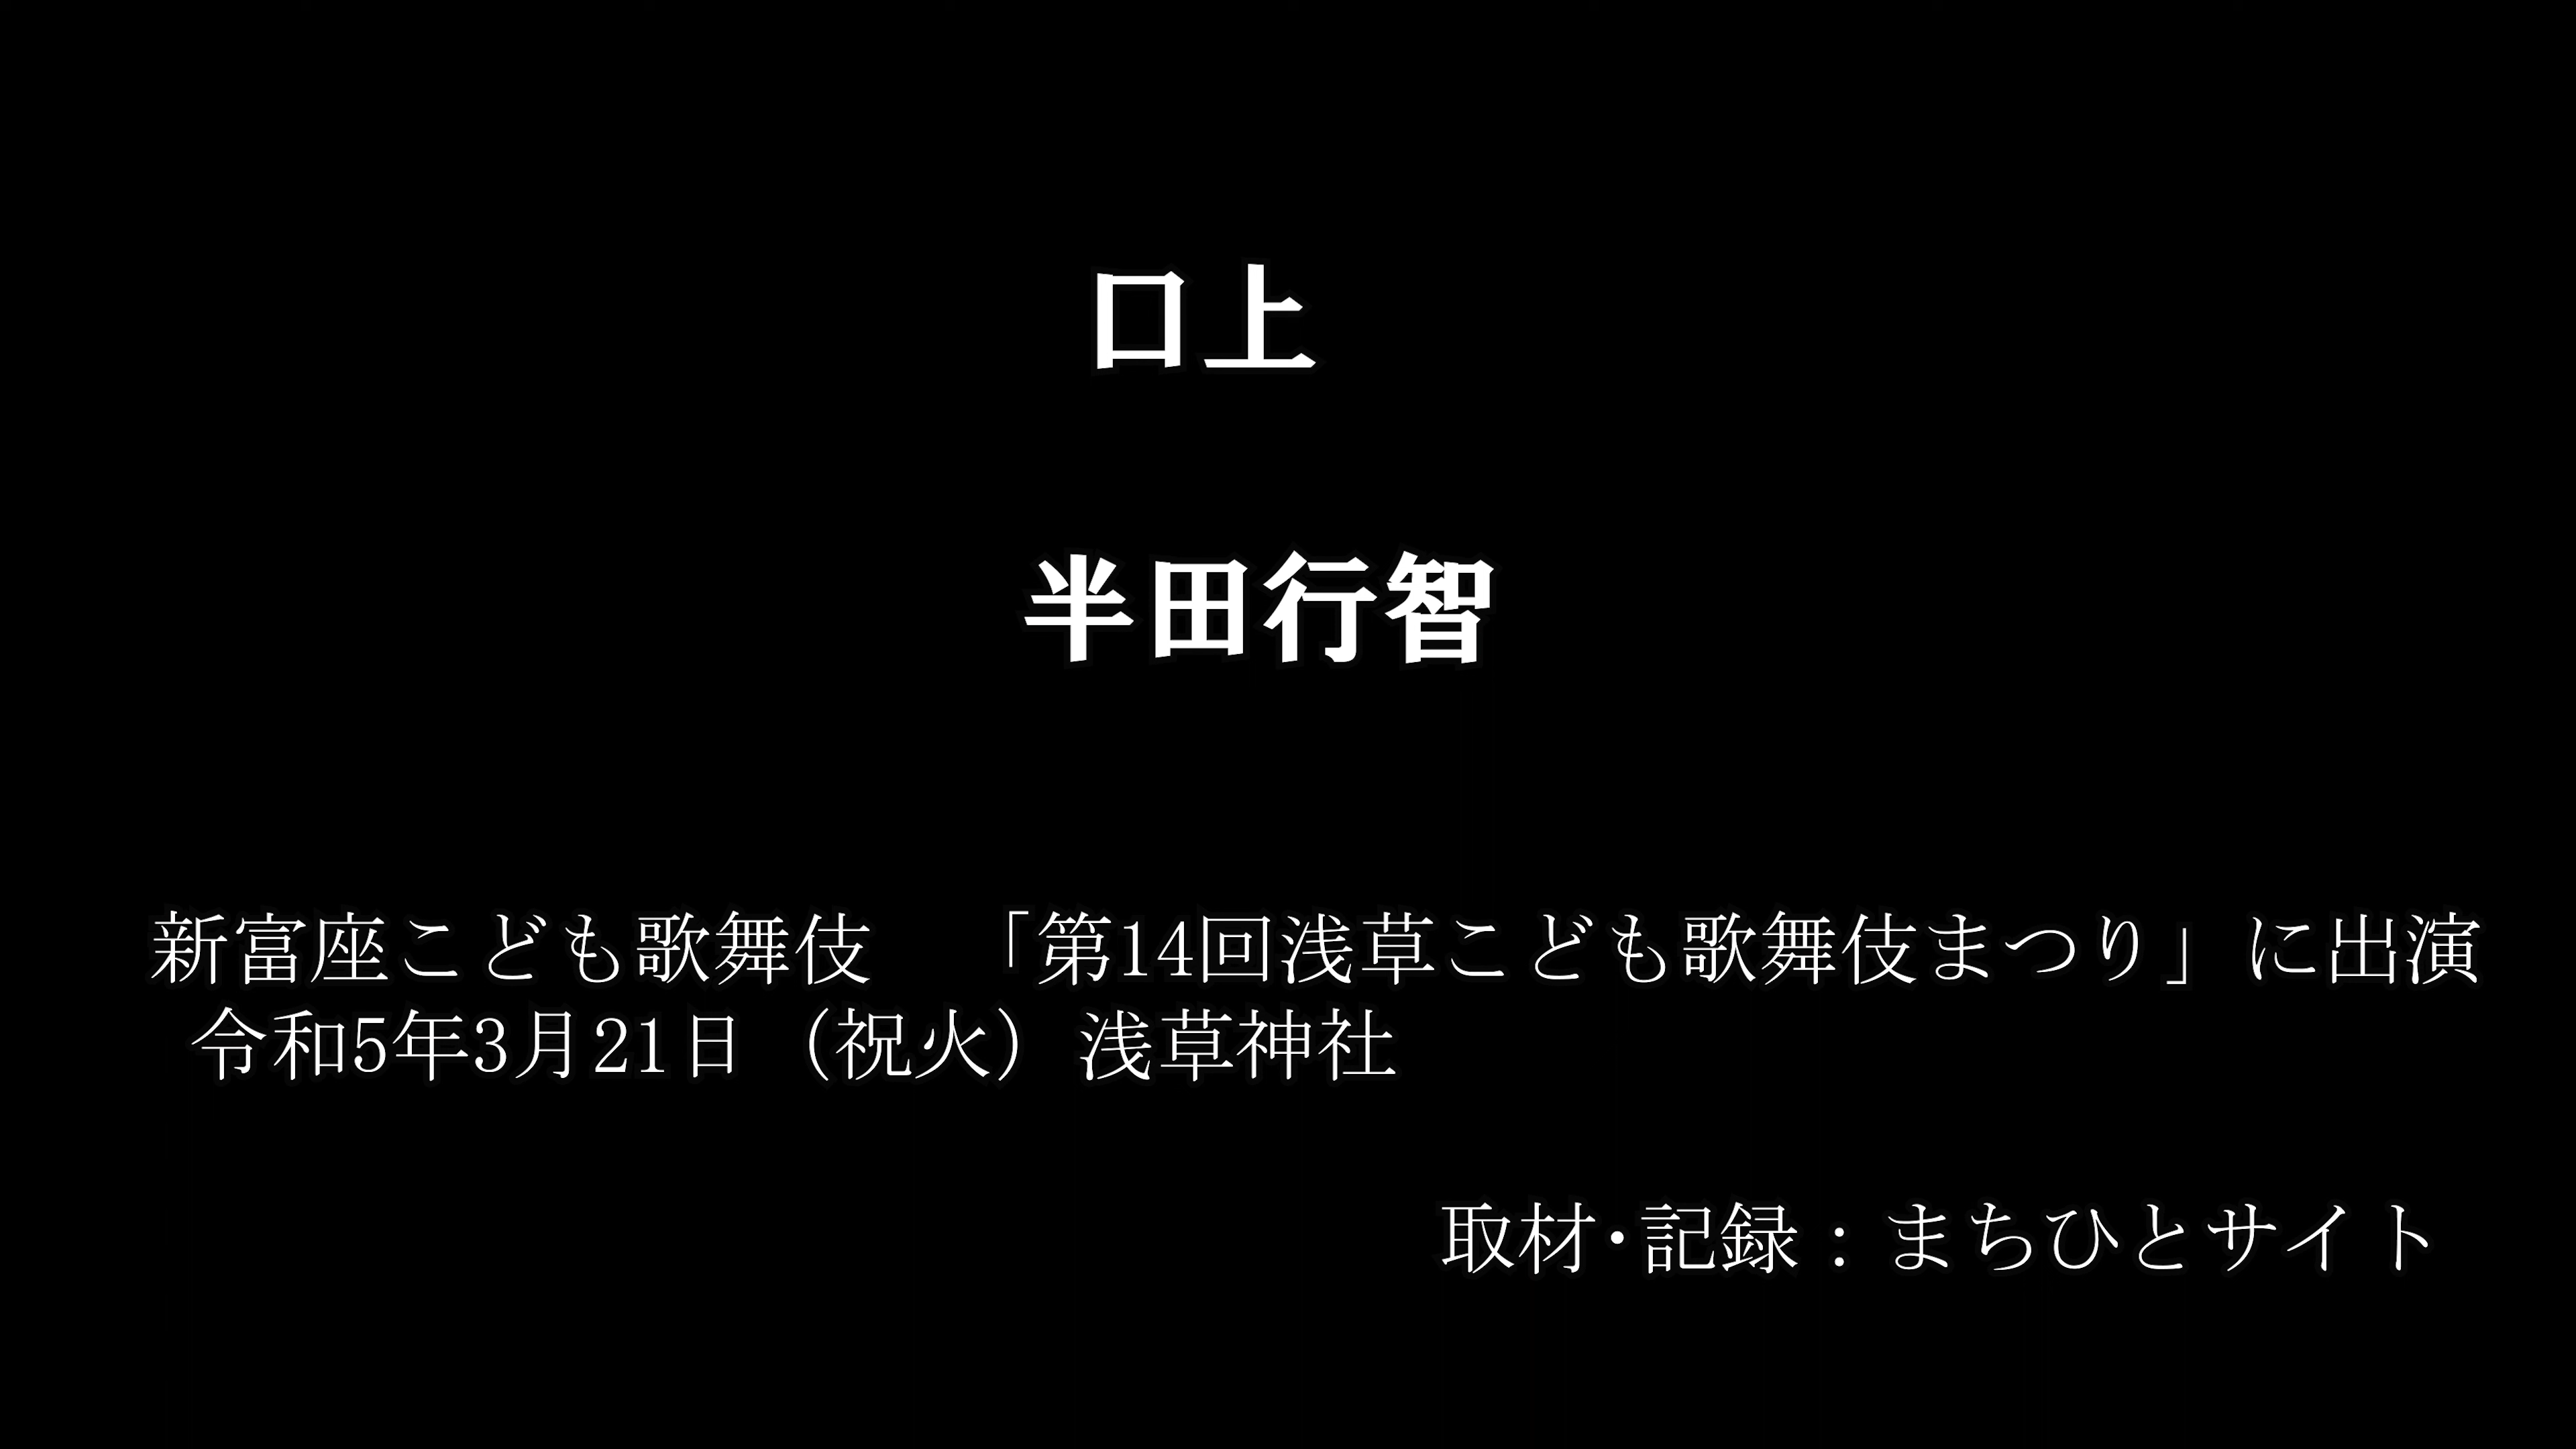 口上
半田行智
新富座こども歌舞伎　「第14回浅草こども歌舞伎まつり」に出演
令和5年3月21日（祝火）浅草神社
取材･記録：まちひとサイト